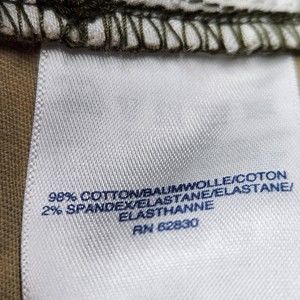 98% COTTON/BAUMWOLLE/COTON
2% SPANDEX/ELASTANE/ELASTANE/
ELASTHANNE
RN 62830